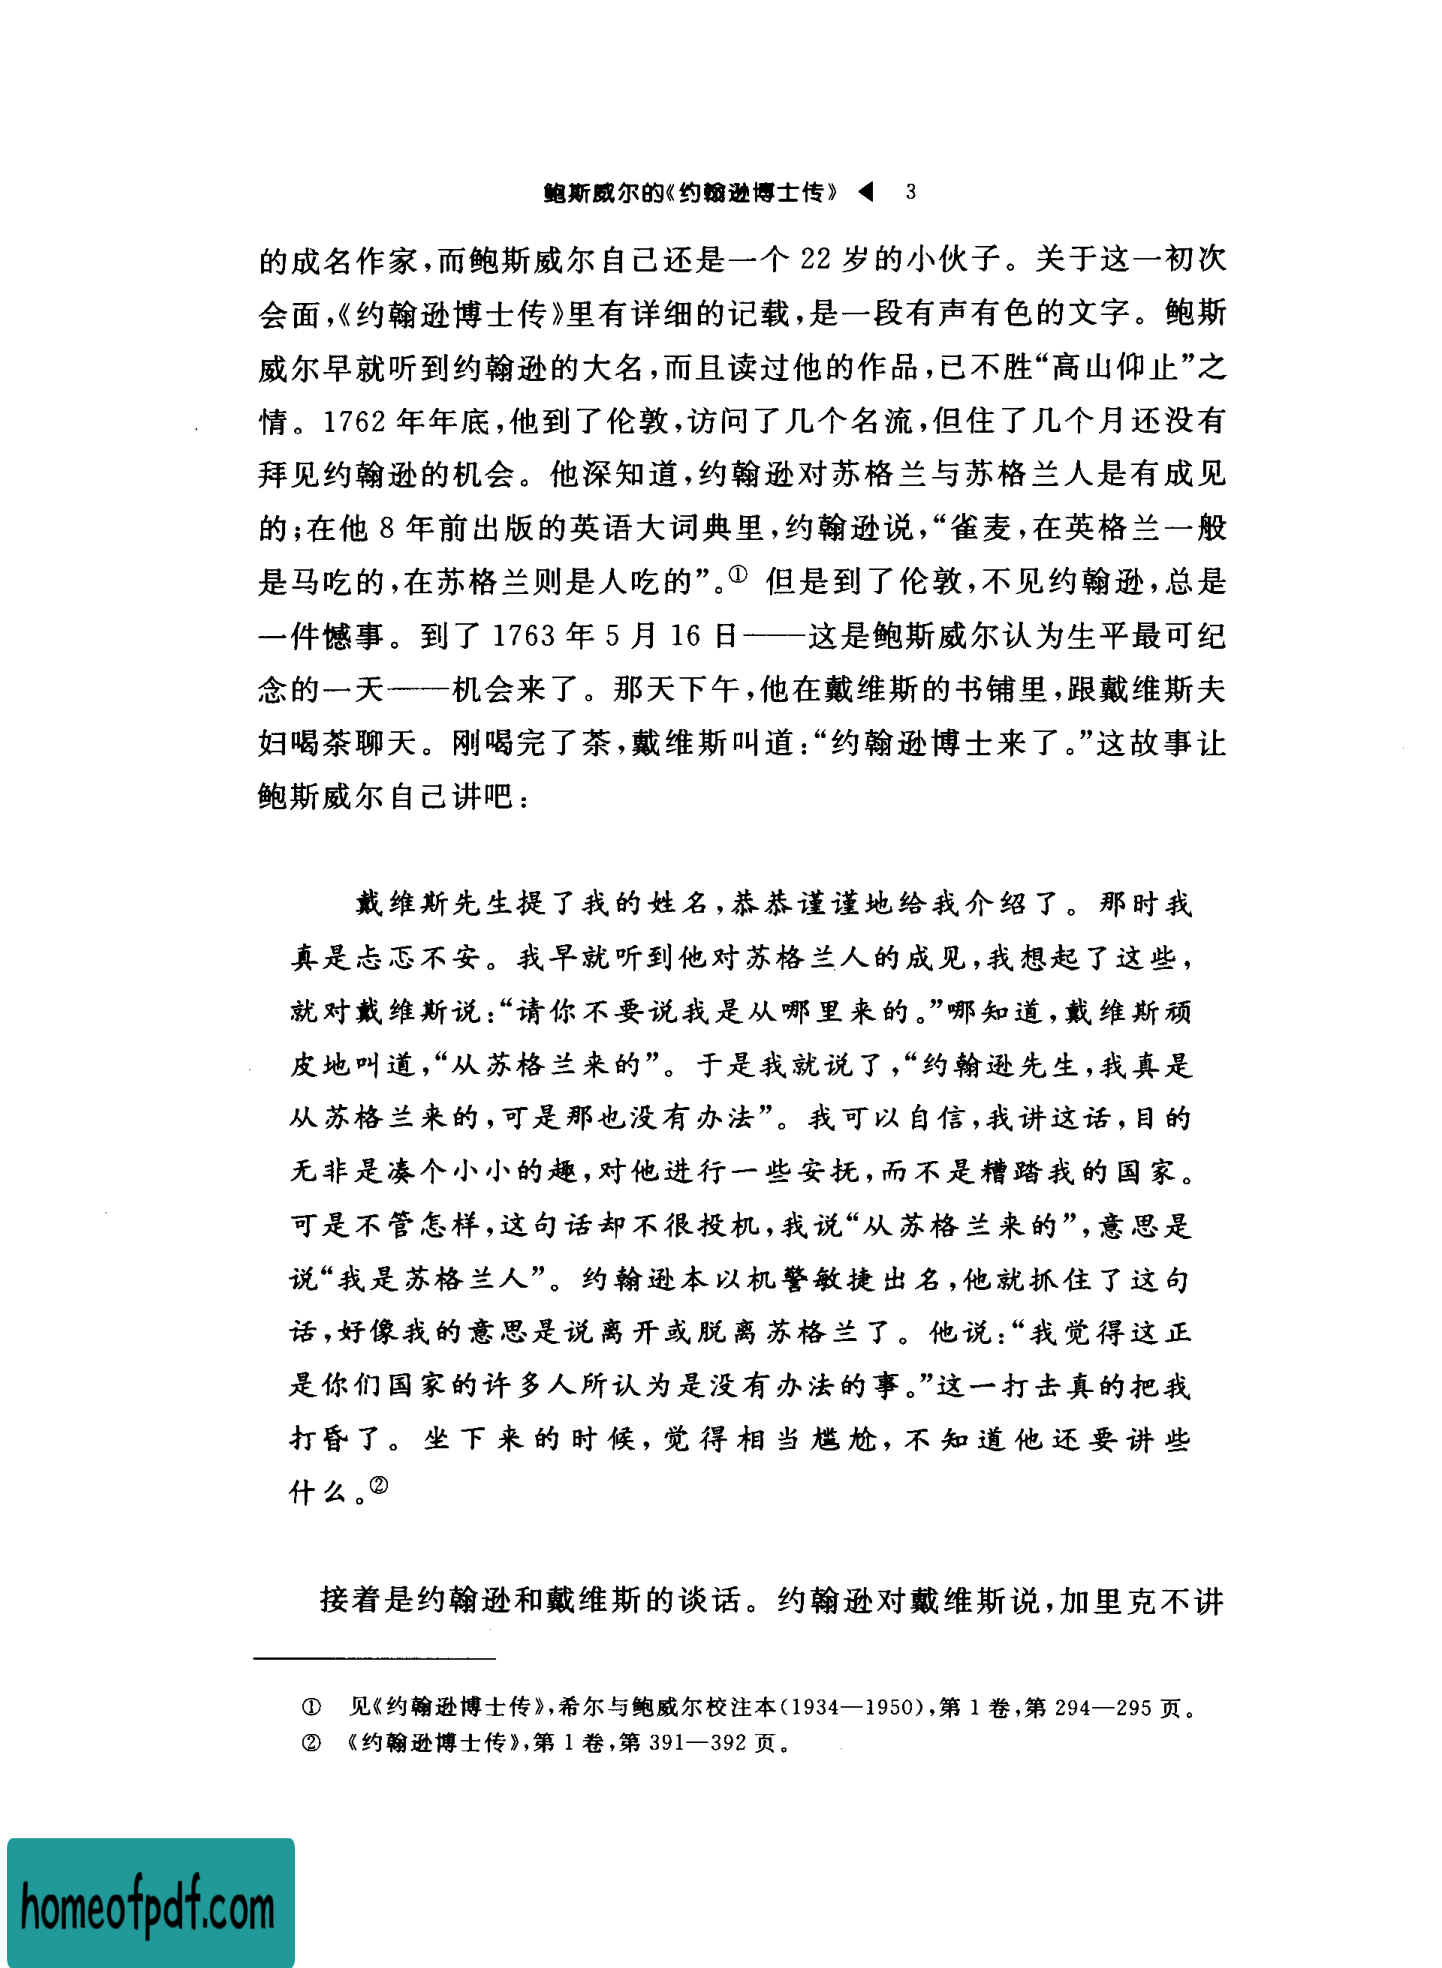 鲍斯威尔的《约翰逊博士传》 ◀ 3
的成名作家,而鲍斯威尔自己还是一个 22 岁的小伙子。关于这一初次
会面,《约翰逊博士传》里有详细的记载,是一段有声有色的文字。鲍斯
威尔早就听到约翰逊的大名,而且读过他的作品,已不胜“高山仰止”之
情。1762 年年底,他到了伦敦,访问了几个名流,但住了几个月还没有
拜见约翰逊的机会。他深知道,约翰逊对苏格兰与苏格兰人是有成见
的;在他 8 年前出版的英语大词典里,约翰逊说,“雀麦,在英格兰一般
是马吃的,在苏格兰则是人吃的”。① 但是到了伦敦,不见约翰逊,总是
一件憾事。到了 1763 年 5 月 16 日——这是鲍斯威尔认为生平最可纪
念的一天——机会来了。那天下午,他在戴维斯的书铺里,跟戴维斯夫
妇喝茶聊天。刚喝完了茶,戴维斯叫道:“约翰逊博士来了。”这故事让
鲍斯威尔自己讲吧:
戴维斯先生提了我的姓名,恭恭谨谨地给我介绍了。那时我
真是忐忑不安。我早就听到他对苏格兰人的成见,我想起了这些,
就对戴维斯说:“请你不要说我是从哪里来的。”哪知道,戴维斯顽
皮地叫道,“从苏格兰来的”。于是我就说了,“约翰逊先生,我真是
从苏格兰来的,可是那也没有办法”。我可以自信,我讲这话,目的
无非是凑个小小的趣,对他进行一些安抚,而不是糟踏我的国家。
可是不管怎样,这句话却不很投机,我说“从苏格兰来的”,意思是
说“我是苏格兰人”。约翰逊本以机警敏捷出名,他就抓住了这句
话,好像我的意思是说离开或脱离苏格兰了。他说:“我觉得这正
是你们国家的许多人所认为是没有办法的事。”这一打击真的把我
打昏了。坐下来的时候,觉得相当尴尬,不知道他还要讲些
什么。②
接着是约翰逊和戴维斯的谈话。约翰逊对戴维斯说,加里克不讲
① 见《约翰逊博士传》,希尔与鲍威尔校注本(1934—1950),第 1 卷,第 294—295 页。
② 《约翰逊博士传》,第 1 卷,第 391—392 页。
homeofpdf.com